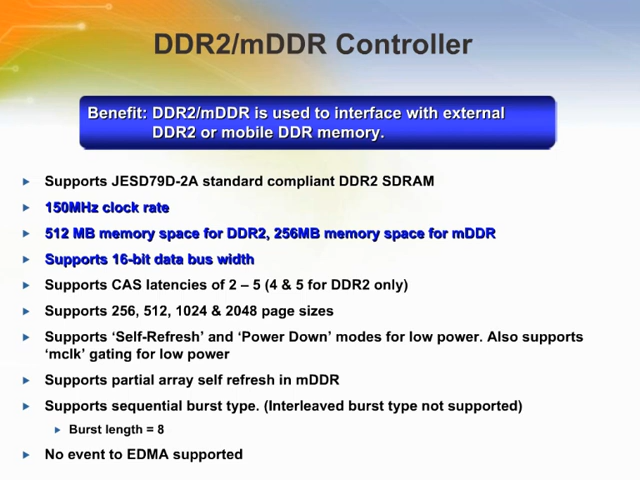 DDR2/mDDR Controller
Benefit: DDR2/mDDR is used to interface with external
DDR2 or mobile DDR memory.
Supports JESD79D-2A standard compliant DDR2 SDRAM
150MHz clock rate
512 MB memory space for DDR2, 256MB memory space for mDDR
Supports 16-bit data bus width
Supports CAS latencies of 2 – 5 (4 & 5 for DDR2 only)
Supports 256, 512, 1024 & 2048 page sizes
Supports ‘Self-Refresh’ and ‘Power Down’ modes for low power. Also supports
‘mclk’ gating for low power
Supports partial array self refresh in mDDR
Supports sequential burst type. (Interleaved burst type not supported)
Burst length = 8
No event to EDMA supported